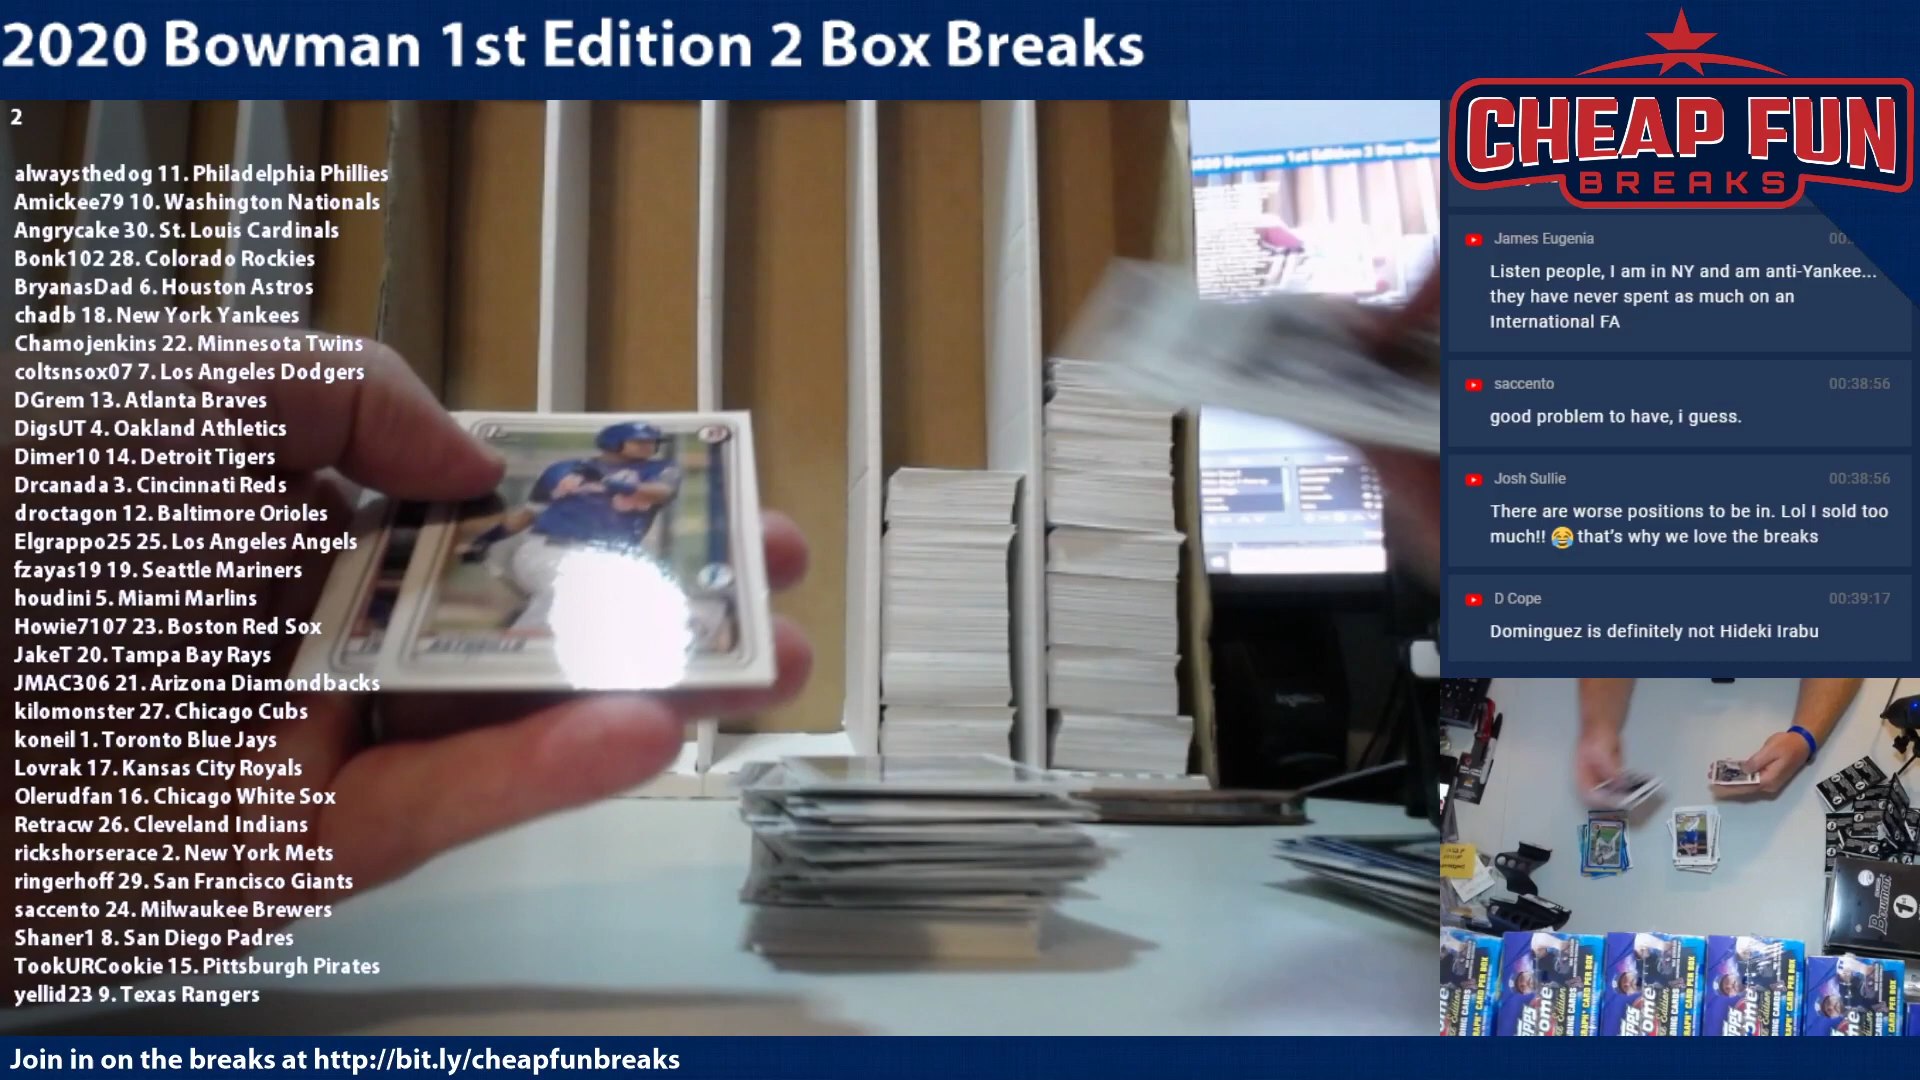 2020 Bowman 1st Edition 2 Box Breaks
CHEAP FUN
BREAKS
2
alwaysthedog 11. Philadelphia Phillies
Amickee79 10. Washington Nationals
Angrycake 30. St. Louis Cardinals
Bonk102 28. Colorado Rockies
BryanasDad 6. Houston Astros
chadb 18. New York Yankees
Chamojenkins 22. Minnesota Twins
coltsnsox07 7. Los Angeles Dodgers
DGrem 13. Atlanta Braves
DigsUT 4. Oakland Athletics
Dimer10 14. Detroit Tigers
Drcanada 3. Cincinnati Reds
droctagon 12. Baltimore Orioles
Elgrappo25 25. Los Angeles Angels
fzayas19 19. Seattle Mariners
houdini 5. Miami Marlins
Howie7107 23. Boston Red Sox
JakeT 20. Tampa Bay Rays
JMAC306 21. Arizona Diamondbacks
kilomonster 27. Chicago Cubs
koneil 1. Toronto Blue Jays
Lovrak 17. Kansas City Royals
Olerudfan 16. Chicago White Sox
Retracw 26. Cleveland Indians
rickshorserace 2. New York Mets
ringerhoff 29. San Francisco Giants
saccento 24. Milwaukee Brewers
Shaner1 8. San Diego Padres
TookURCookie 15. Pittsburgh Pirates
yellid23 9. Texas Rangers
2020 Bowman 1st Edition 2 Box
logitech
James Eugenia 00:
Listen people, I am in NY and am anti-Yankee...
they have never spent as much on an
International FA
saccento 00:38:56
good problem to have, i guess.
Josh Sullie 00:38:56
There are worse positions to be in. Lol I sold too
much!! 😂 that's why we love the breaks
D Cope 00:39:17
Dominguez is definitely not Hideki Irabu
Bowman
1st
Join in on the breaks at http://bit.ly/cheapfunbreaks